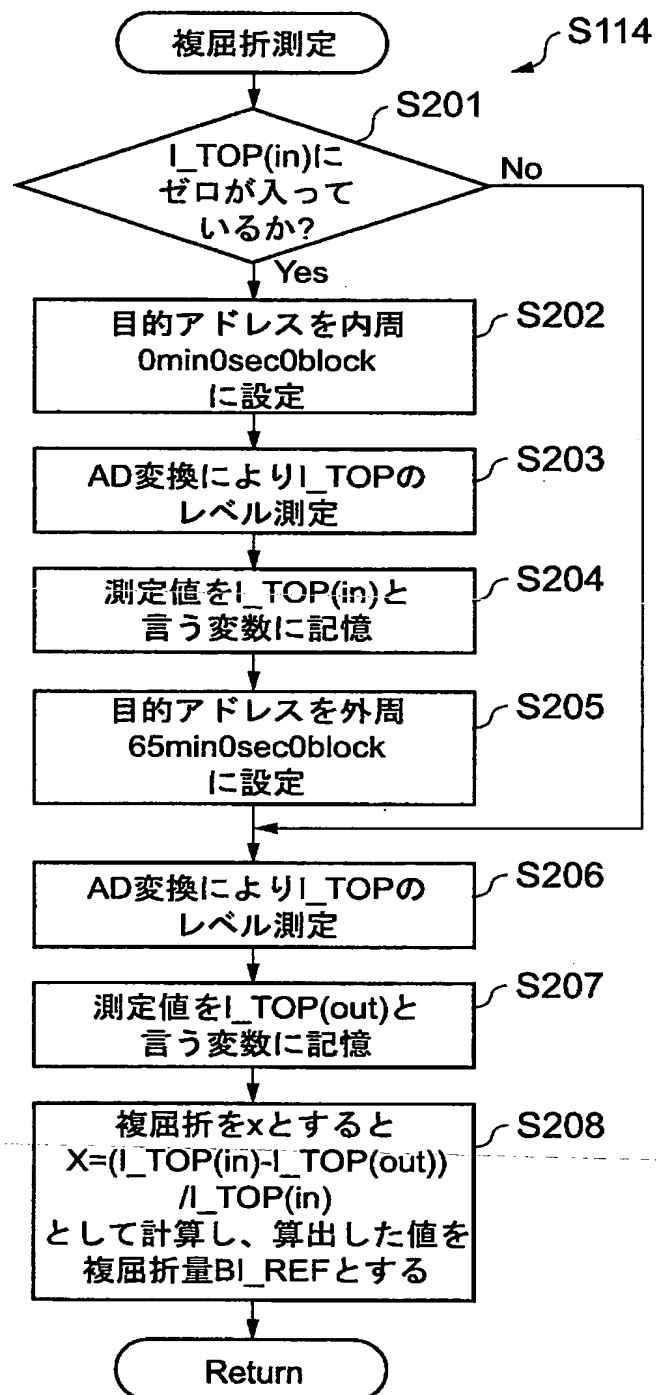 複屈折測定
S114
S201
I_TOP(in)に
ゼロが入って
いるか?
No
Yes
目的アドレスを内周
0min0sec0block
に設定
S202
AD変換によりI_TOPの
レベル測定
S203
測定値をI_TOP(in)と
言う変数に記憶
S204
目的アドレスを外周
65min0sec0block
に設定
S205
AD変換によりI_TOPの
レベル測定
S206
測定値をI_TOP(out)と
言う変数に記憶
S207
複屈折をxとすると
X=(I_TOP(in)-I_TOP(out))
/I_TOP(in)
として計算し、算出した値を
複屈折量BI_REFとする
S208
Return